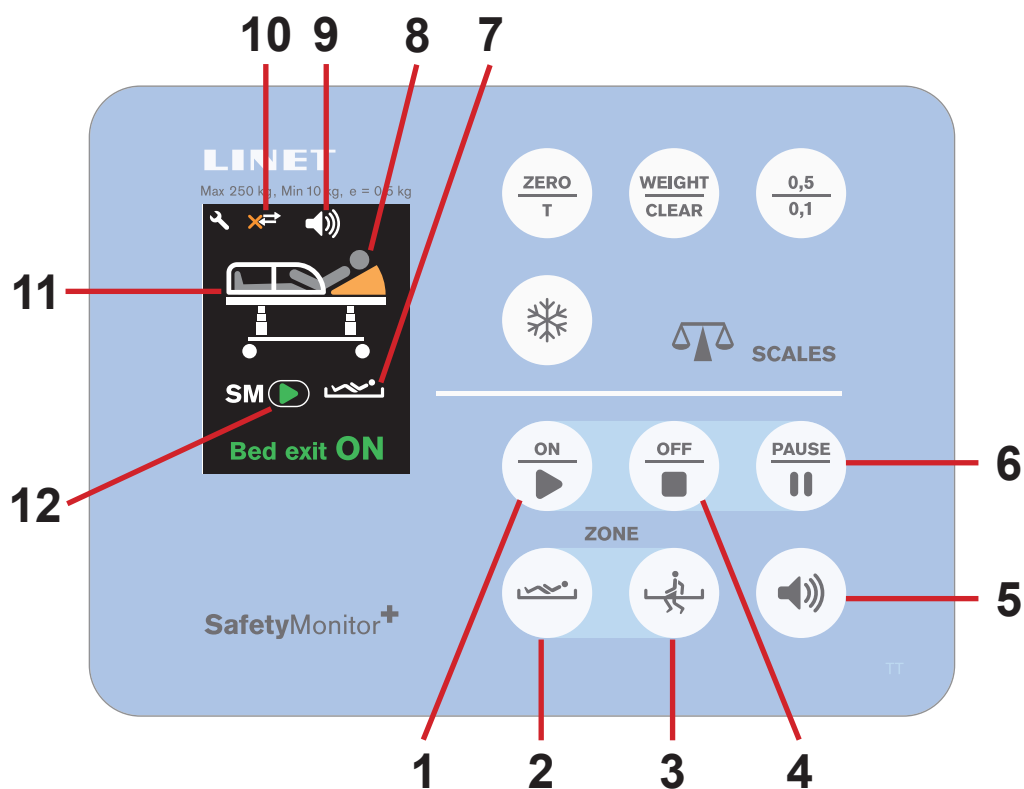 10 9 8 7
LINET
Max 250 kg, Min 10 kg, e = 0,5 kg
ZERO
T
WEIGHT
CLEAR
0,5
0,1
11
SCALES
SM
Bed exit ON
12
ON
OFF
PAUSE
6
ZONE
5
SafetyMonitor+
TT
1 2 3 4